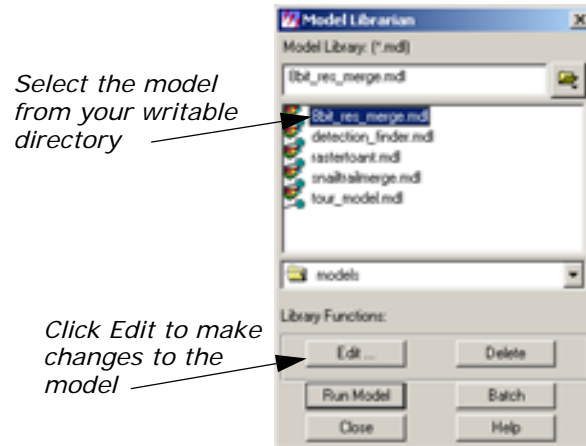 Model Librarian
Model Library: (*.mdl)
8bit_res_merge.mdl
Select the model
from your writable
directory
8bit_res_merge.mdl
detection_finder.mdl
rastertoant.mdl
snailtrailmerge.mdl
tour_model.mdl
models
Library Functions:
Click Edit to make
changes to the
model
Edit ... Delete
Run Model Batch
Close Help